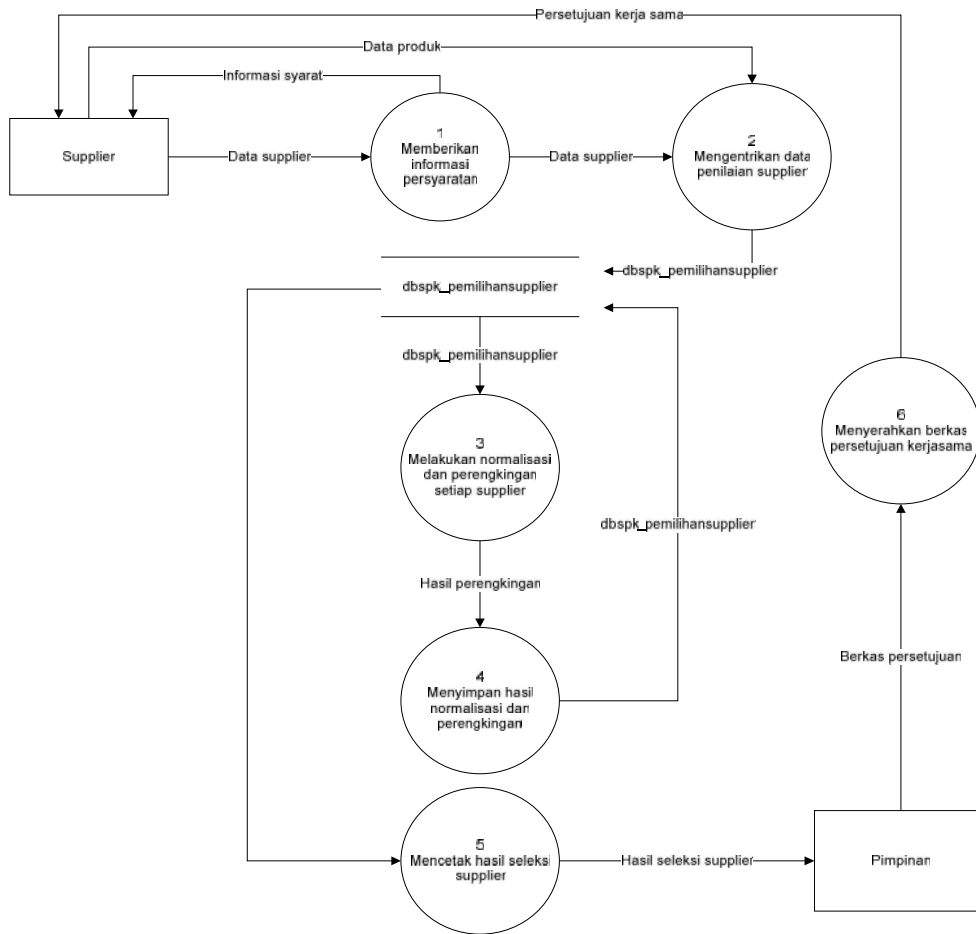 Persetujuan kerja sama
Data produk
Informasi syarat
Supplier
Data supplier
1
Memberikan
informasi
persyaratan
Data supplier
2
Mengentrikan data
penilaian supplier
dbspk_pemilihansupplier
dbspk_pemilihansupplier
dbspk_pemilihansupplier
3
Melakukan normalisasi
dan perengkingan
setiap supplier
6
Menyerahkan berkas
persetujuan kerjasama
dbspk_pemilihansupplier
Hasil perengkingan
4
Menyimpan hasil
normalisasi dan
perengkingan
Berkas persetujuan
5
Mencetak hasil seleksi
supplier
Hasil seleksi supplier
Pimpinan